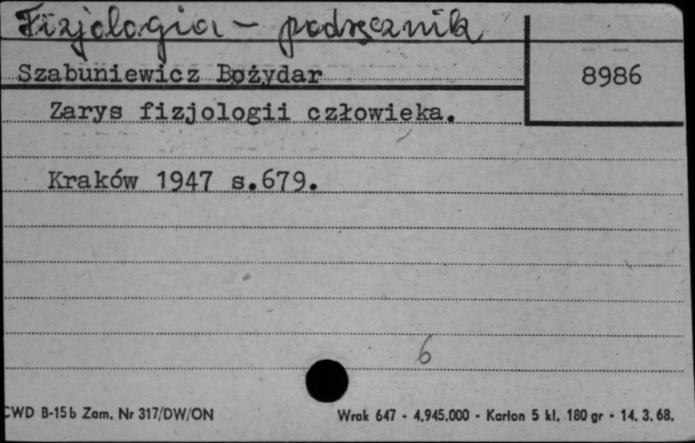 Fizjologia - podręcznik
Szabuniewicz Bożydar
8986
Zarys fizjologii człowieka.
Kraków 1947 s.679.
6
CWD B-15b Zam. Nr 317/DW/ON
Wrak 647 - 4.945.000 - Karton 5 kl. 180 gr - 14. 3. 68.